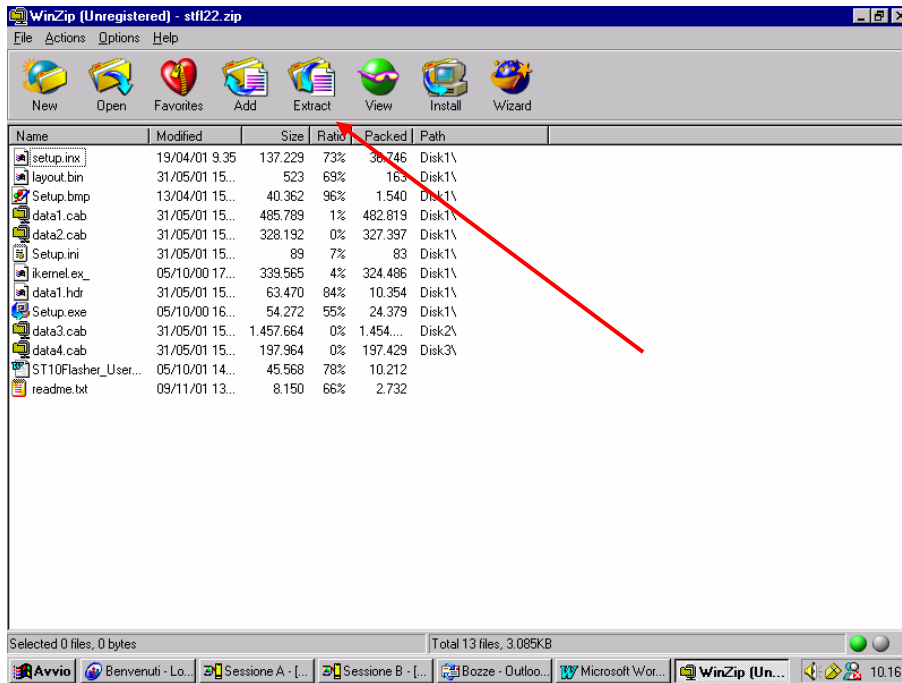 WinZip (Unregistered) - stfl22.zip
File Actions Options Help
New Open Favorites Add Extract View Install Wizard
Name Modified Size Ratio Packed Path
setup.inx 19/04/01 9.35 137.229 73% 36.746 Disk1\
layout.bin 31/05/01 15... 523 69% 163 Disk1\
Setup.bmp 13/04/01 15... 40.362 96% 1.540 Disk1\
data1.cab 31/05/01 15... 485.789 1% 482.819 Disk1\
data2.cab 31/05/01 15... 328.192 0% 327.397 Disk1\
Setup.ini 31/05/01 15... 89 7% 83 Disk1\
ikernel.ex_ 05/10/00 17... 339.565 4% 324.486 Disk1\
data1.hdr 31/05/01 15... 63.470 84% 10.354 Disk1\
Setup.exe 05/10/00 16... 54.272 55% 24.379 Disk1\
data3.cab 31/05/01 15... 1.457.664 0% 1.454.... Disk2\
data4.cab 31/05/01 15... 197.964 0% 197.429 Disk3\
ST10Flasher_User... 05/10/01 14... 45.568 78% 10.212
readme.txt 09/11/01 13... 8.150 66% 2.732
Selected 0 files, 0 bytes Total 13 files, 3.085KB
Avvio Benvenuti - Lo... Sessione A - [... Sessione B - [... Bozze - Outloo... Microsoft Wor... WinZip (Un... 10.16